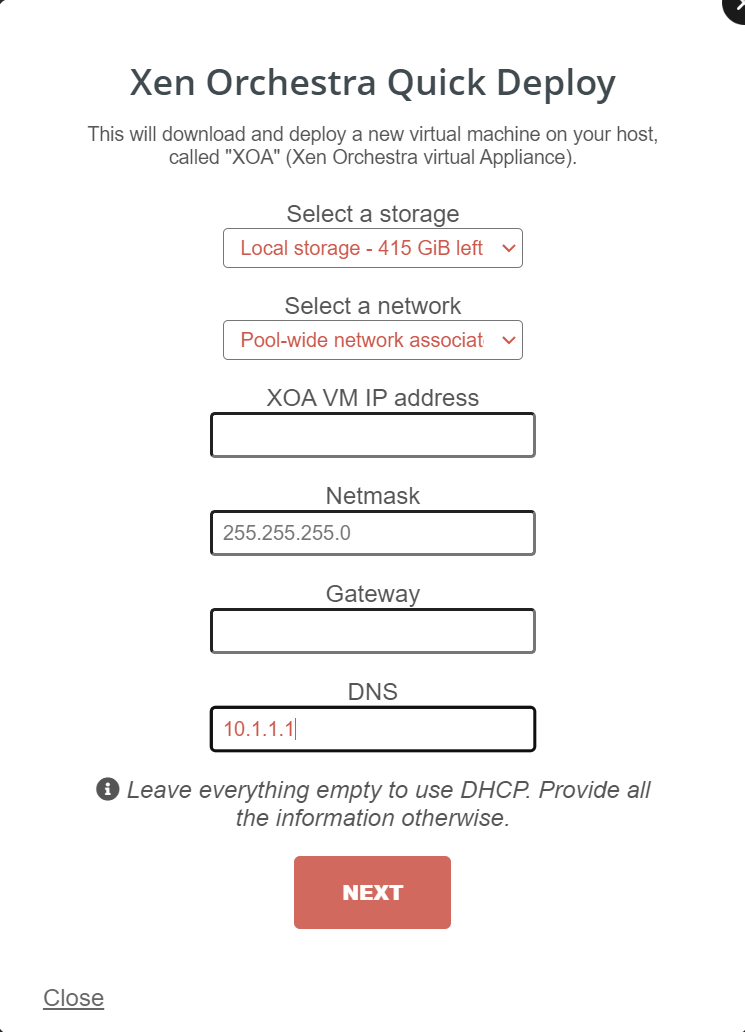 Xen Orchestra Quick Deploy
This will download and deploy a new virtual machine on your host,
called "XOA" (Xen Orchestra virtual Appliance).
Select a storage
Local storage - 415 GiB left
Select a network
Pool-wide network associat
XOA VM IP address
Netmask
255.255.255.0
Gateway
DNS
10.1.1.1
Leave everything empty to use DHCP. Provide all
the information otherwise.
NEXT
Close